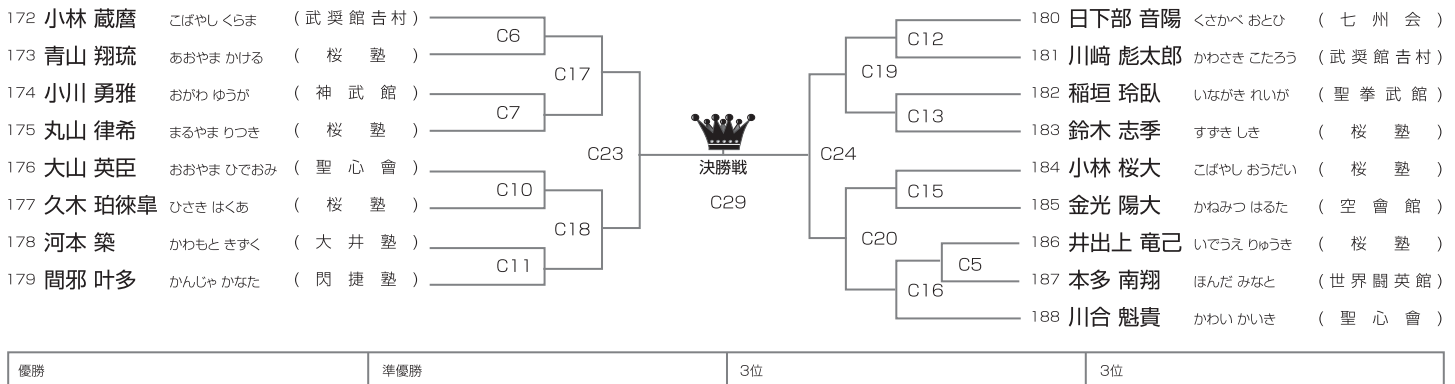 172 小林 蔵麿 こばやし くらま (武奨館𠮷村)
173 青山 翔琉 あおやま かける (桜塾)
174 小川 勇雅 おがわ ゆうが (神武館)
175 丸山 律希 まるやま りつき (桜塾)
176 大山 英臣 おおやま ひでおみ (聖心會)
177 久木 珀徠皐 ひさき はくあ (桜塾)
178 河本 築 かわもと きずく (大井塾)
179 間邪 叶多 かんじゃ かなた (閃捷塾)
C6
C7
C10
C11
C17
C18
C23
決勝戦
C29
C24
C19
C20
C12
C13
C15
C16
C5
180 日下部 音陽 くさかべ おとひ (七州会)
181 川﨑 彪太郎 かわさき こたろう (武奨館𠮷村)
182 稲垣 玲臥 いながき れいが (聖拳武館)
183 鈴木 志季 すずき しき (桜塾)
184 小林 桜大 こばやし おうだい (桜塾)
185 金光 陽大 かねみつ はるた (空會館)
186 井出上 竜己 いでうえ りゅうき (桜塾)
187 本多 南翔 ほんだ みなと (世界闘英館)
188 川合 魁貴 かわい かいき (聖心會)
優勝 準優勝 3位 3位